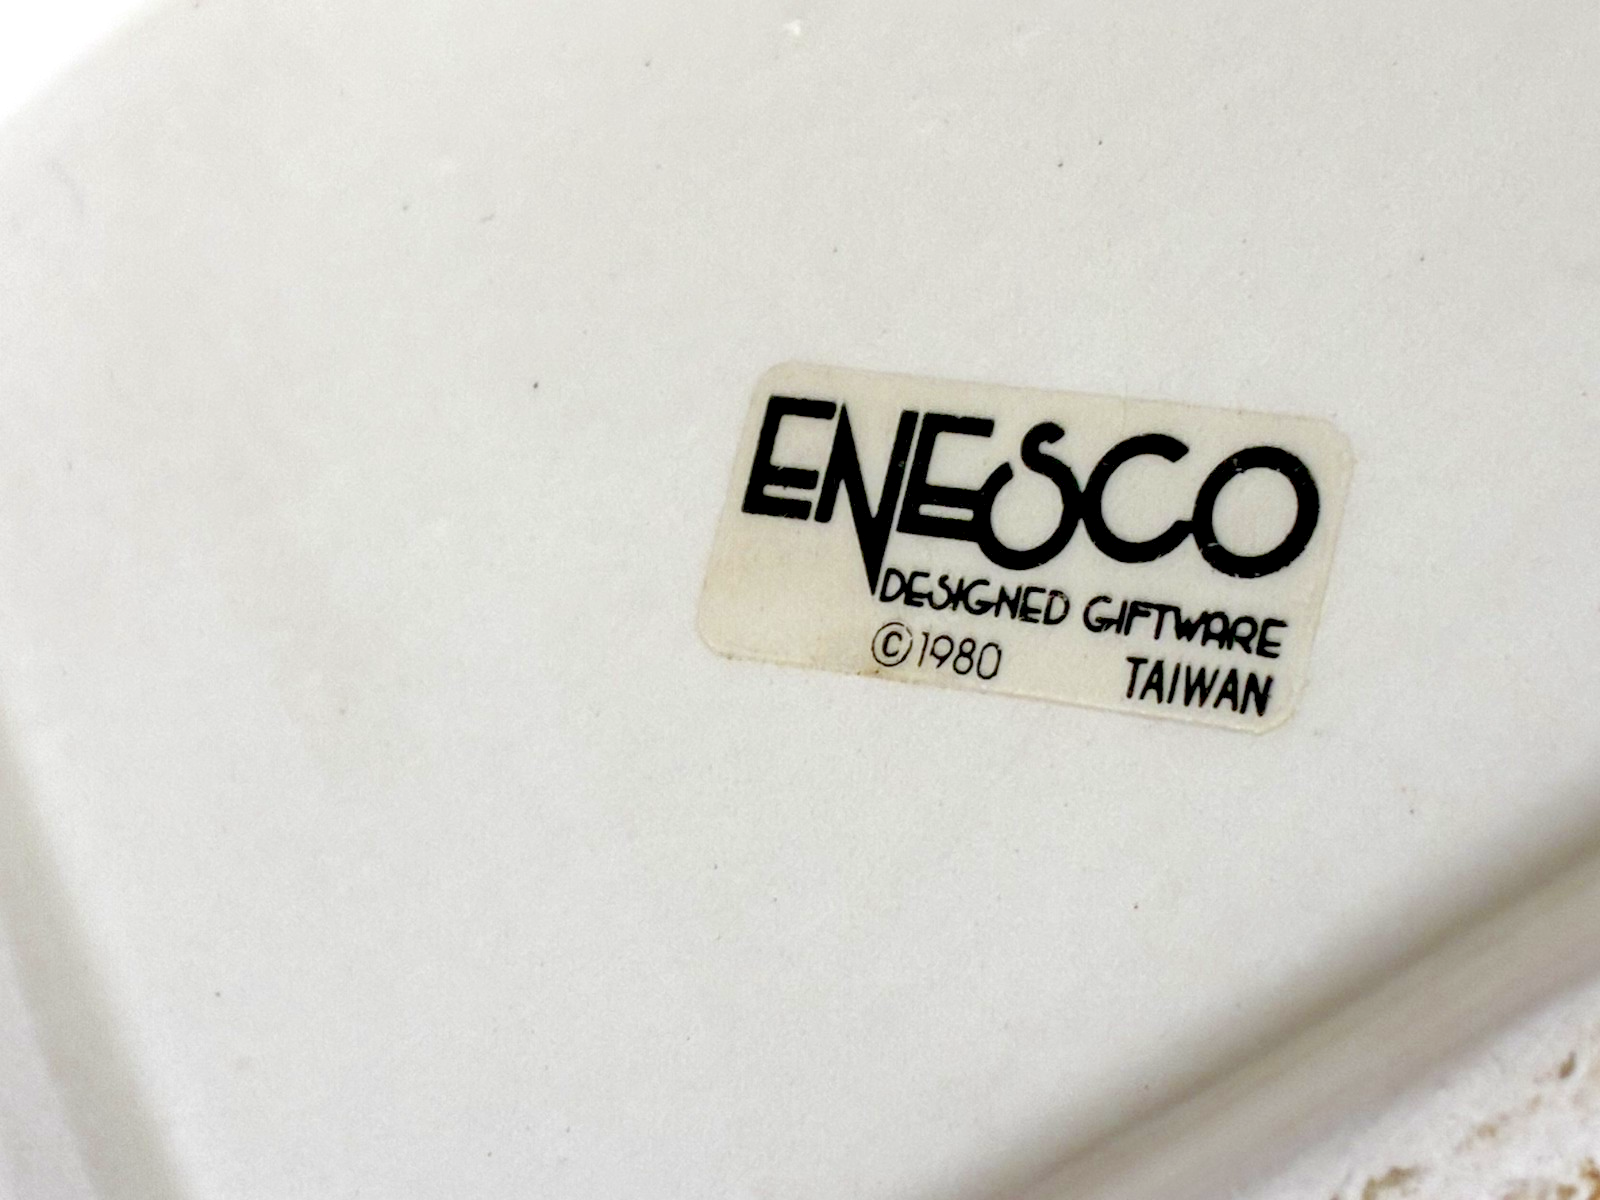 ENESCO
DESIGNED GIFTWARE
©1980 TAIWAN